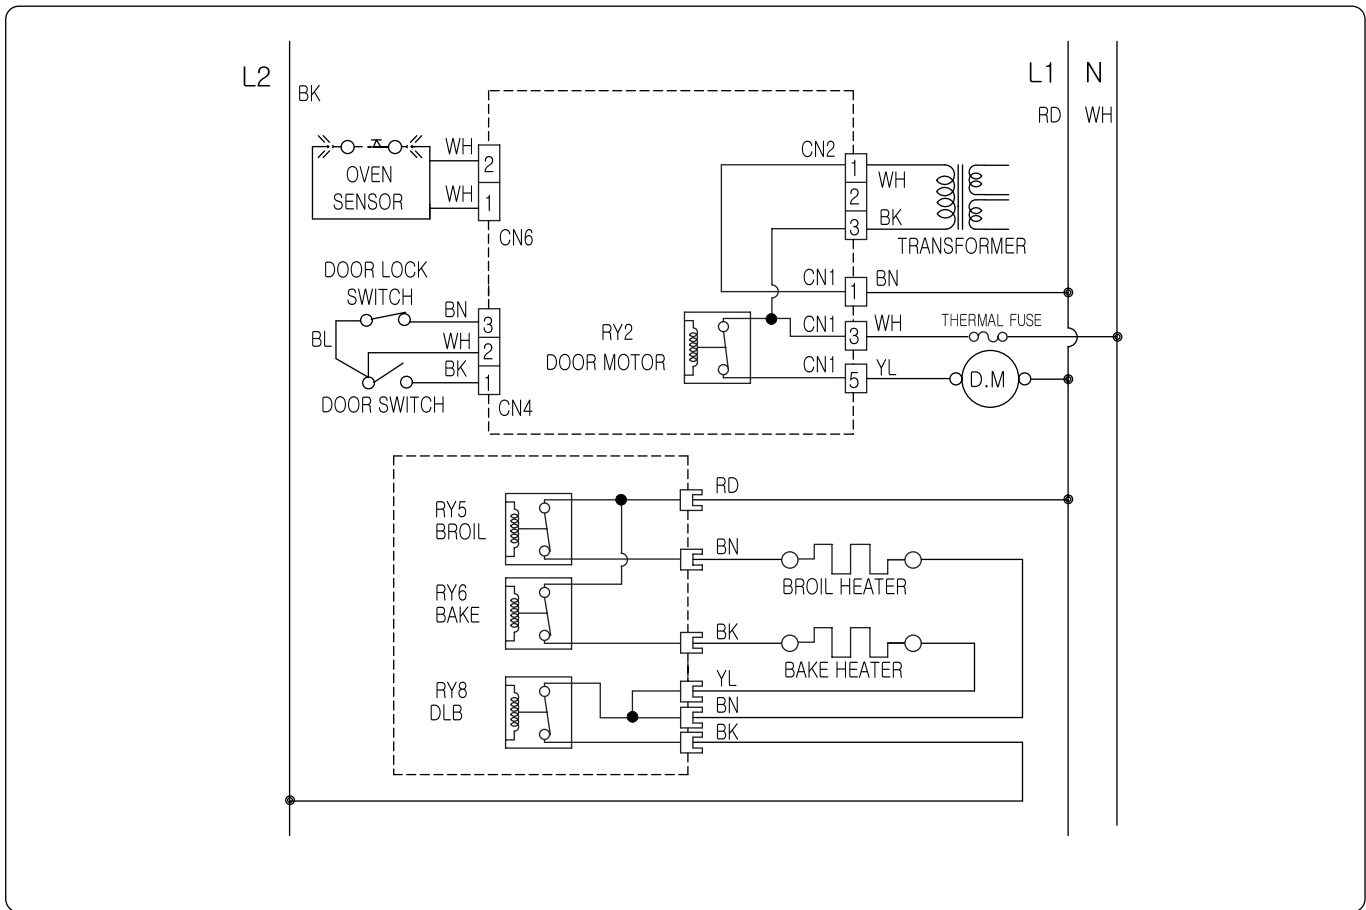 L2
BK
L1
N
RD
WH
OVEN
SENSOR
WH
2
WH
1
CN6
DOOR LOCK
SWITCH
BL
BN
3
WH
2
BK
1
CN4
DOOR SWITCH
CN2
1
WH
2
3
BK
TRANSFORMER
CN1
1
BN
RY2
DOOR MOTOR
CN1
3
WH
THERMAL FUSE
CN1
5
YL
D.M
RY5
BROIL
RD
BN
BROIL HEATER
RY6
BAKE
BK
BAKE HEATER
RY8
DLB
YL
BN
BK